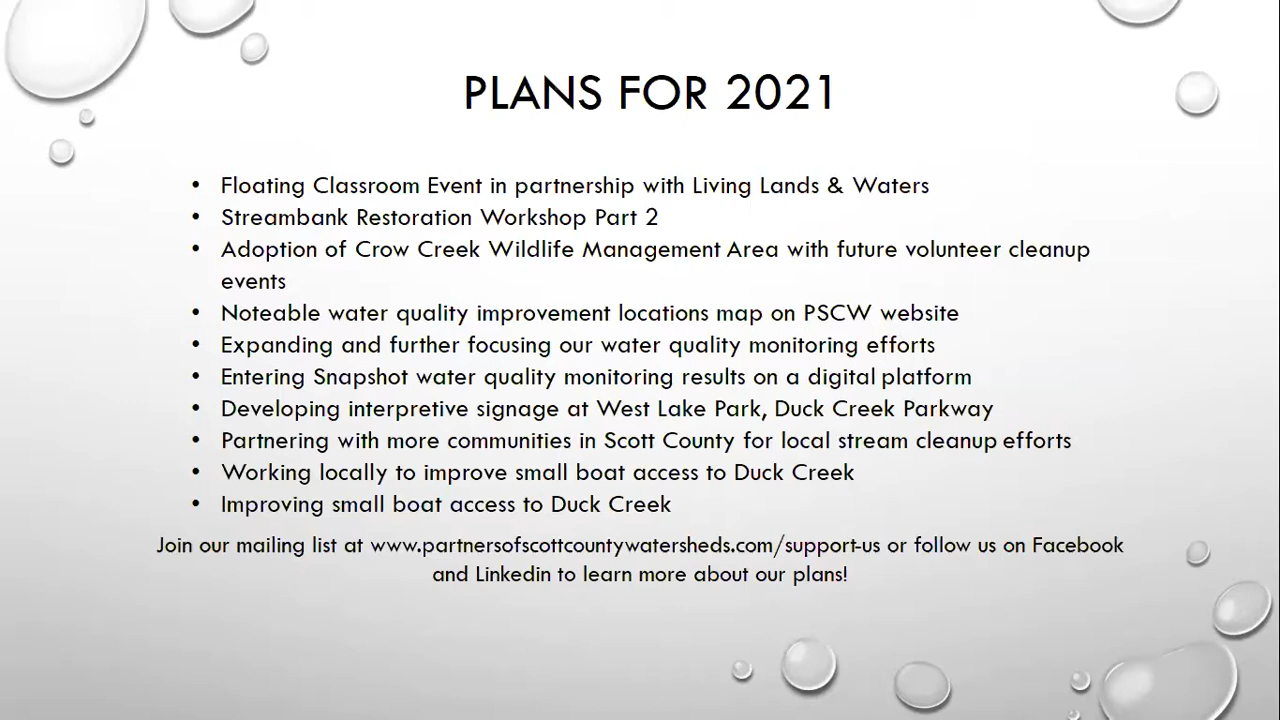 PLANS FOR 2021
• Floating Classroom Event in partnership with Living Lands & Waters
• Streambank Restoration Workshop Part 2
• Adoption of Crow Creek Wildlife Management Area with future volunteer cleanup
events
• Noteable water quality improvement locations map on PSCW website
• Expanding and further focusing our water quality monitoring efforts
• Entering Snapshot water quality monitoring results on a digital platform
• Developing interpretive signage at West Lake Park, Duck Creek Parkway
• Partnering with more communities in Scott County for local stream cleanup efforts
• Working locally to improve small boat access to Duck Creek
• Improving small boat access to Duck Creek
Join our mailing list at www.partnersofscottcountywatersheds.com/support-us or follow us on Facebook
and Linkedin to learn more about our plans!